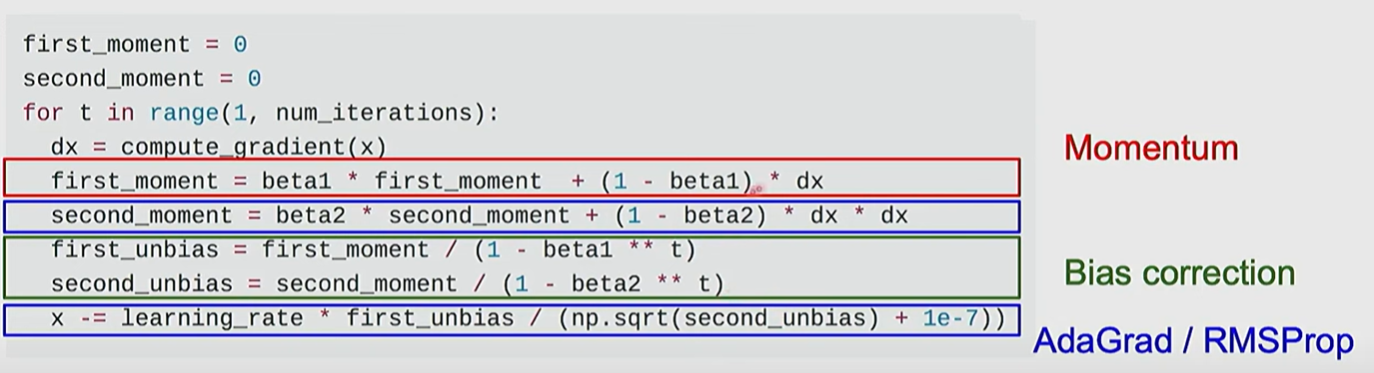 first_moment = 0
second_moment = 0
for t in range(1, num_iterations):
dx = compute_gradient(x)
first_moment = beta1 * first_moment + (1 - beta1) * dx
Momentum
second_moment = beta2 * second_moment + (1 - beta2) * dx * dx
first_unbias = first_moment / (1 - beta1 ** t)
second_unbias = second_moment / (1 - beta2 ** t)
Bias correction
x -= learning_rate * first_unbias / (np.sqrt(second_unbias) + 1e-7))
AdaGrad / RMSProp